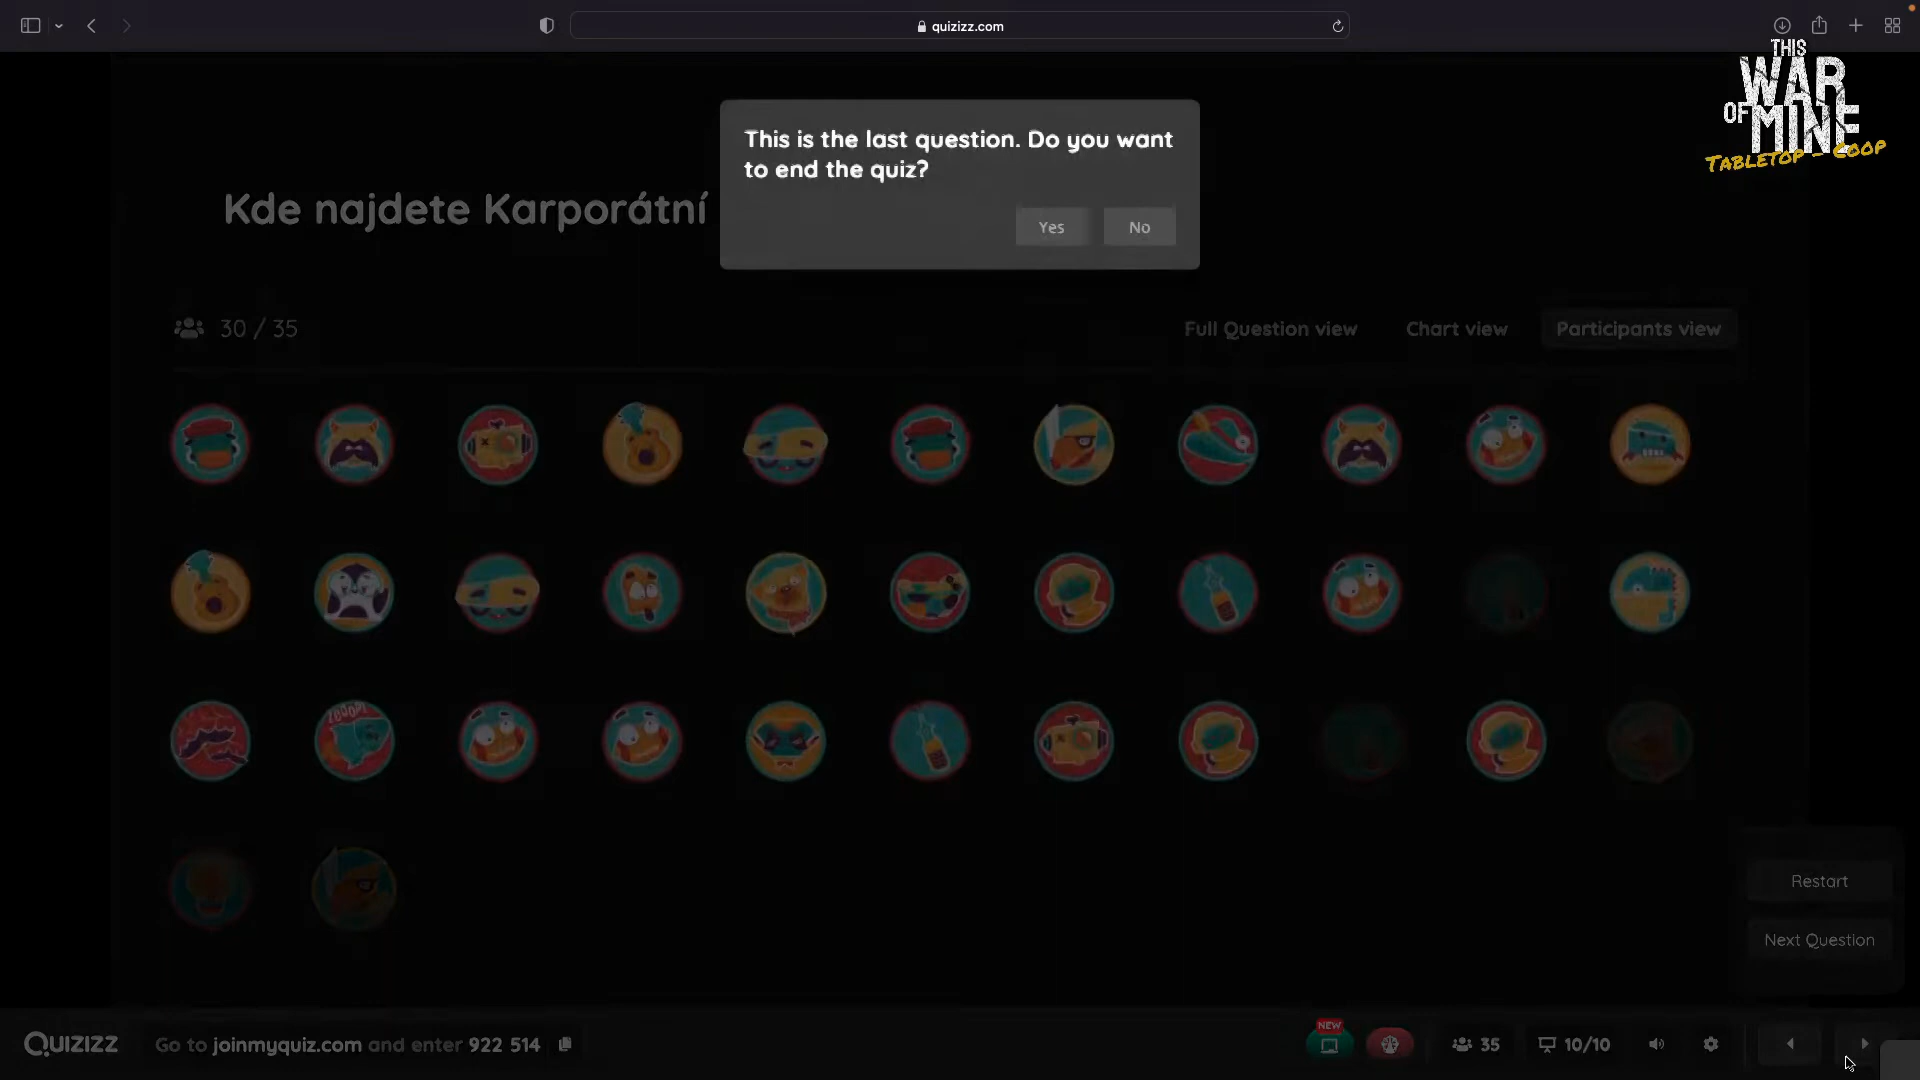 quizizz.com
THIS
WAR
OF MINE
TABLETOP - COOP
This is the last question. Do you want
to end the quiz?
Yes No
Kde najdete Karporátní
30 / 35
Full Question view Chart view Participants view
Restart
Next Question
NEW
QUIZIZZ Go to joinmyquiz.com and enter 922 514
35 10/10